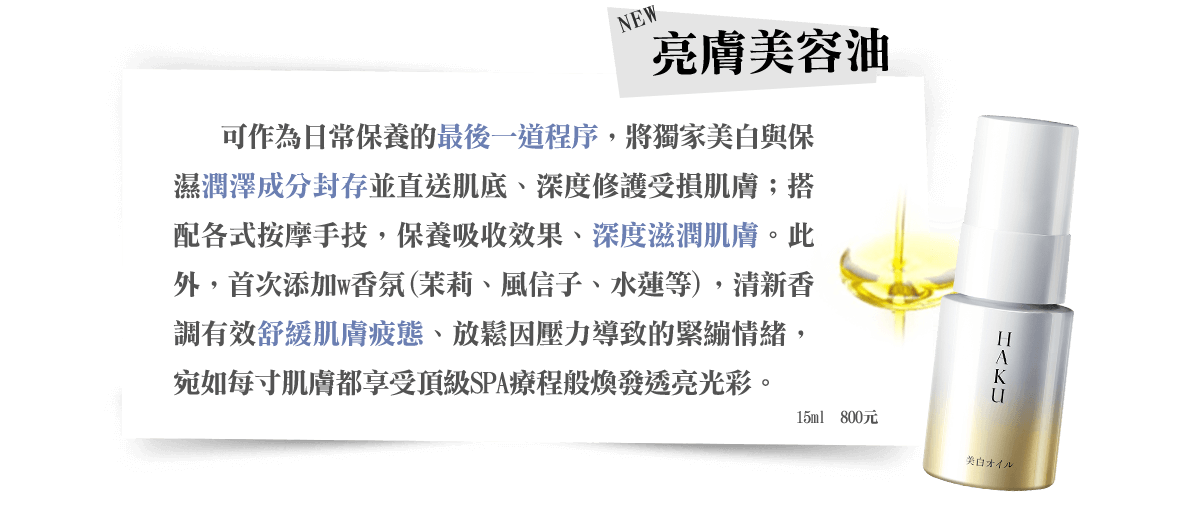 NEW
亮膚美容油
可作為日常保養的最後一道程序，將獨家美白與保
濕潤澤成分封存並直送肌底、深度修護受損肌膚；搭
配各式按摩手技，保養吸收效果、深度滋潤肌膚。此
外，首次添加w香氛(茉莉、風信子、水蓮等)，清新香
調有效舒緩肌膚疲態、放鬆因壓力導致的緊繃情緒，
宛如每寸肌膚都享受頂級SPA療程般煥發透亮光彩。
15ml 800元
HAKU
美白オイル